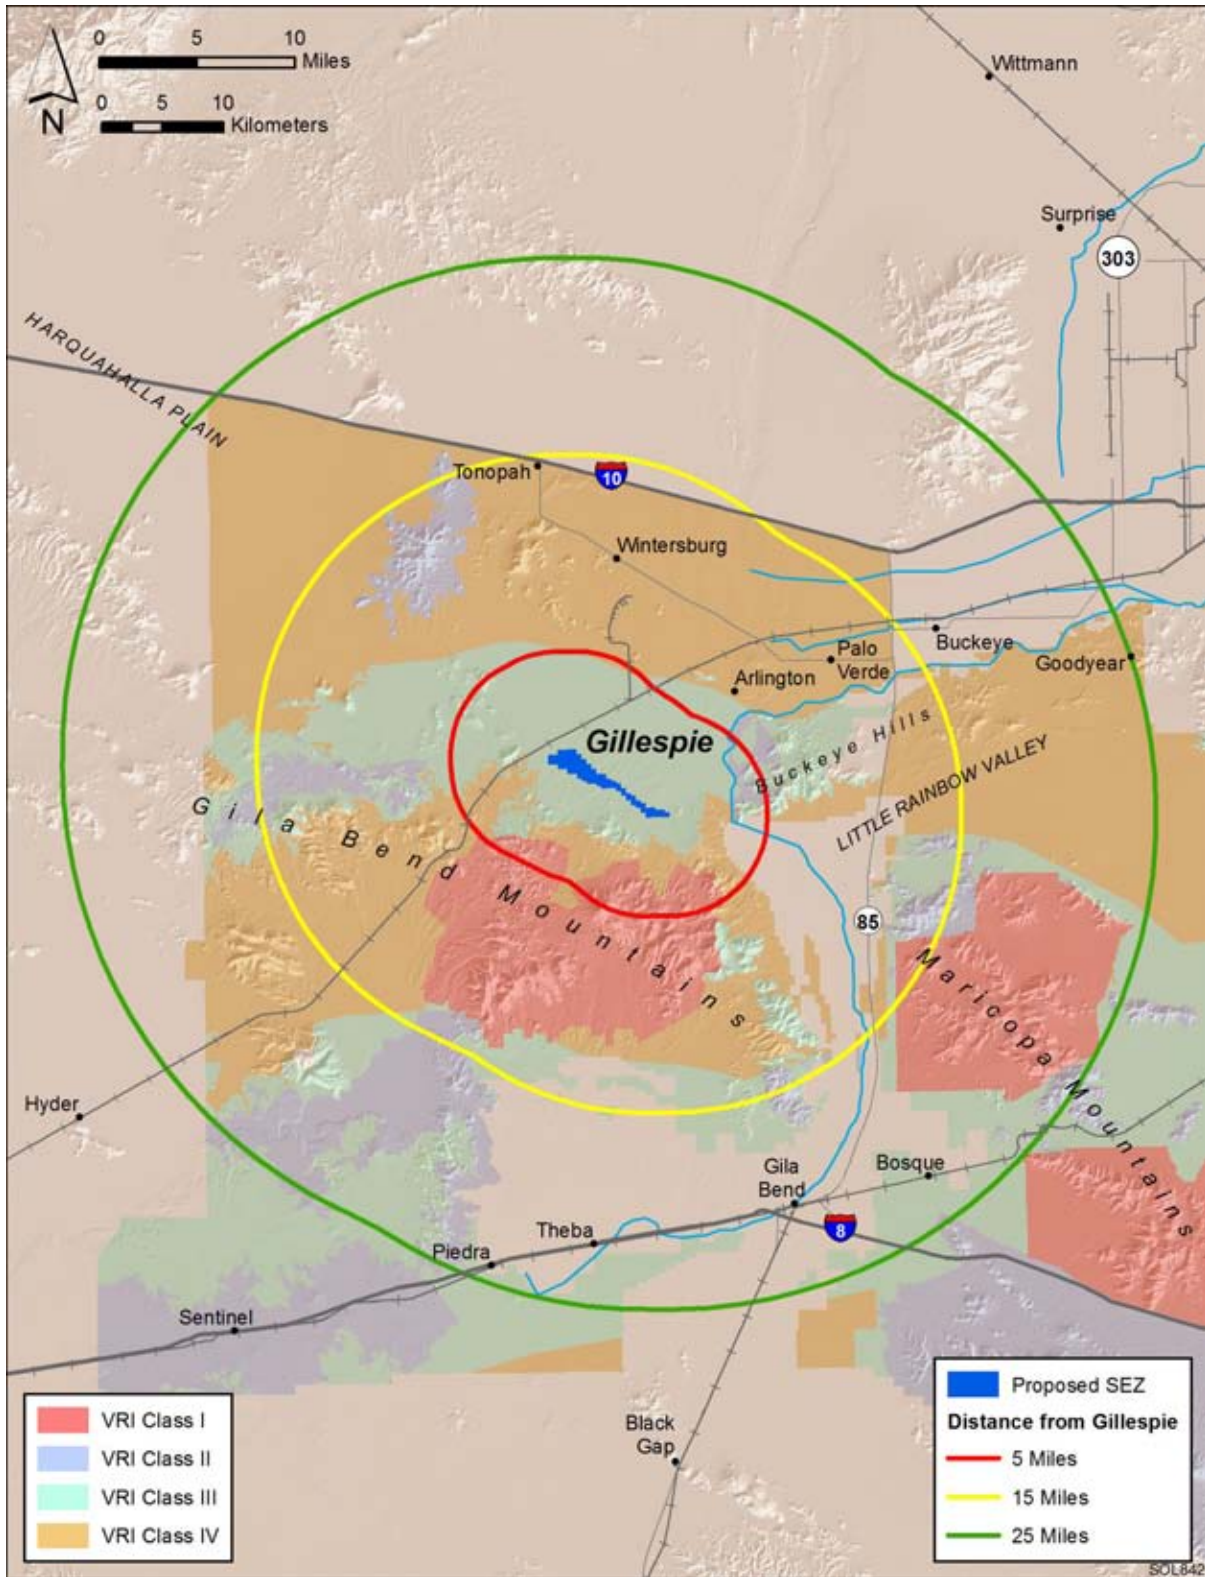 0 5 10
Miles
0 5 10
Kilometers
N
Wittmann
Surprise
303
HARQUAHALLA PLAIN
Tonopah
10
Wintersburg
Buckeye
Palo
Verde
Goodyear
Arlington
Gillespie
Buckeye Hills
LITTLE RAINBOW VALLEY
Gila Bend Mountains
85
Maricopa Mountains
Hyder
Gila
Bend
Bosque
Theba
8
Piedra
Sentinel
Black
Gap
VRI Class I
VRI Class II
VRI Class III
VRI Class IV
Proposed SEZ
Distance from Gillespie
5 Miles
15 Miles
25 Miles
SOL842